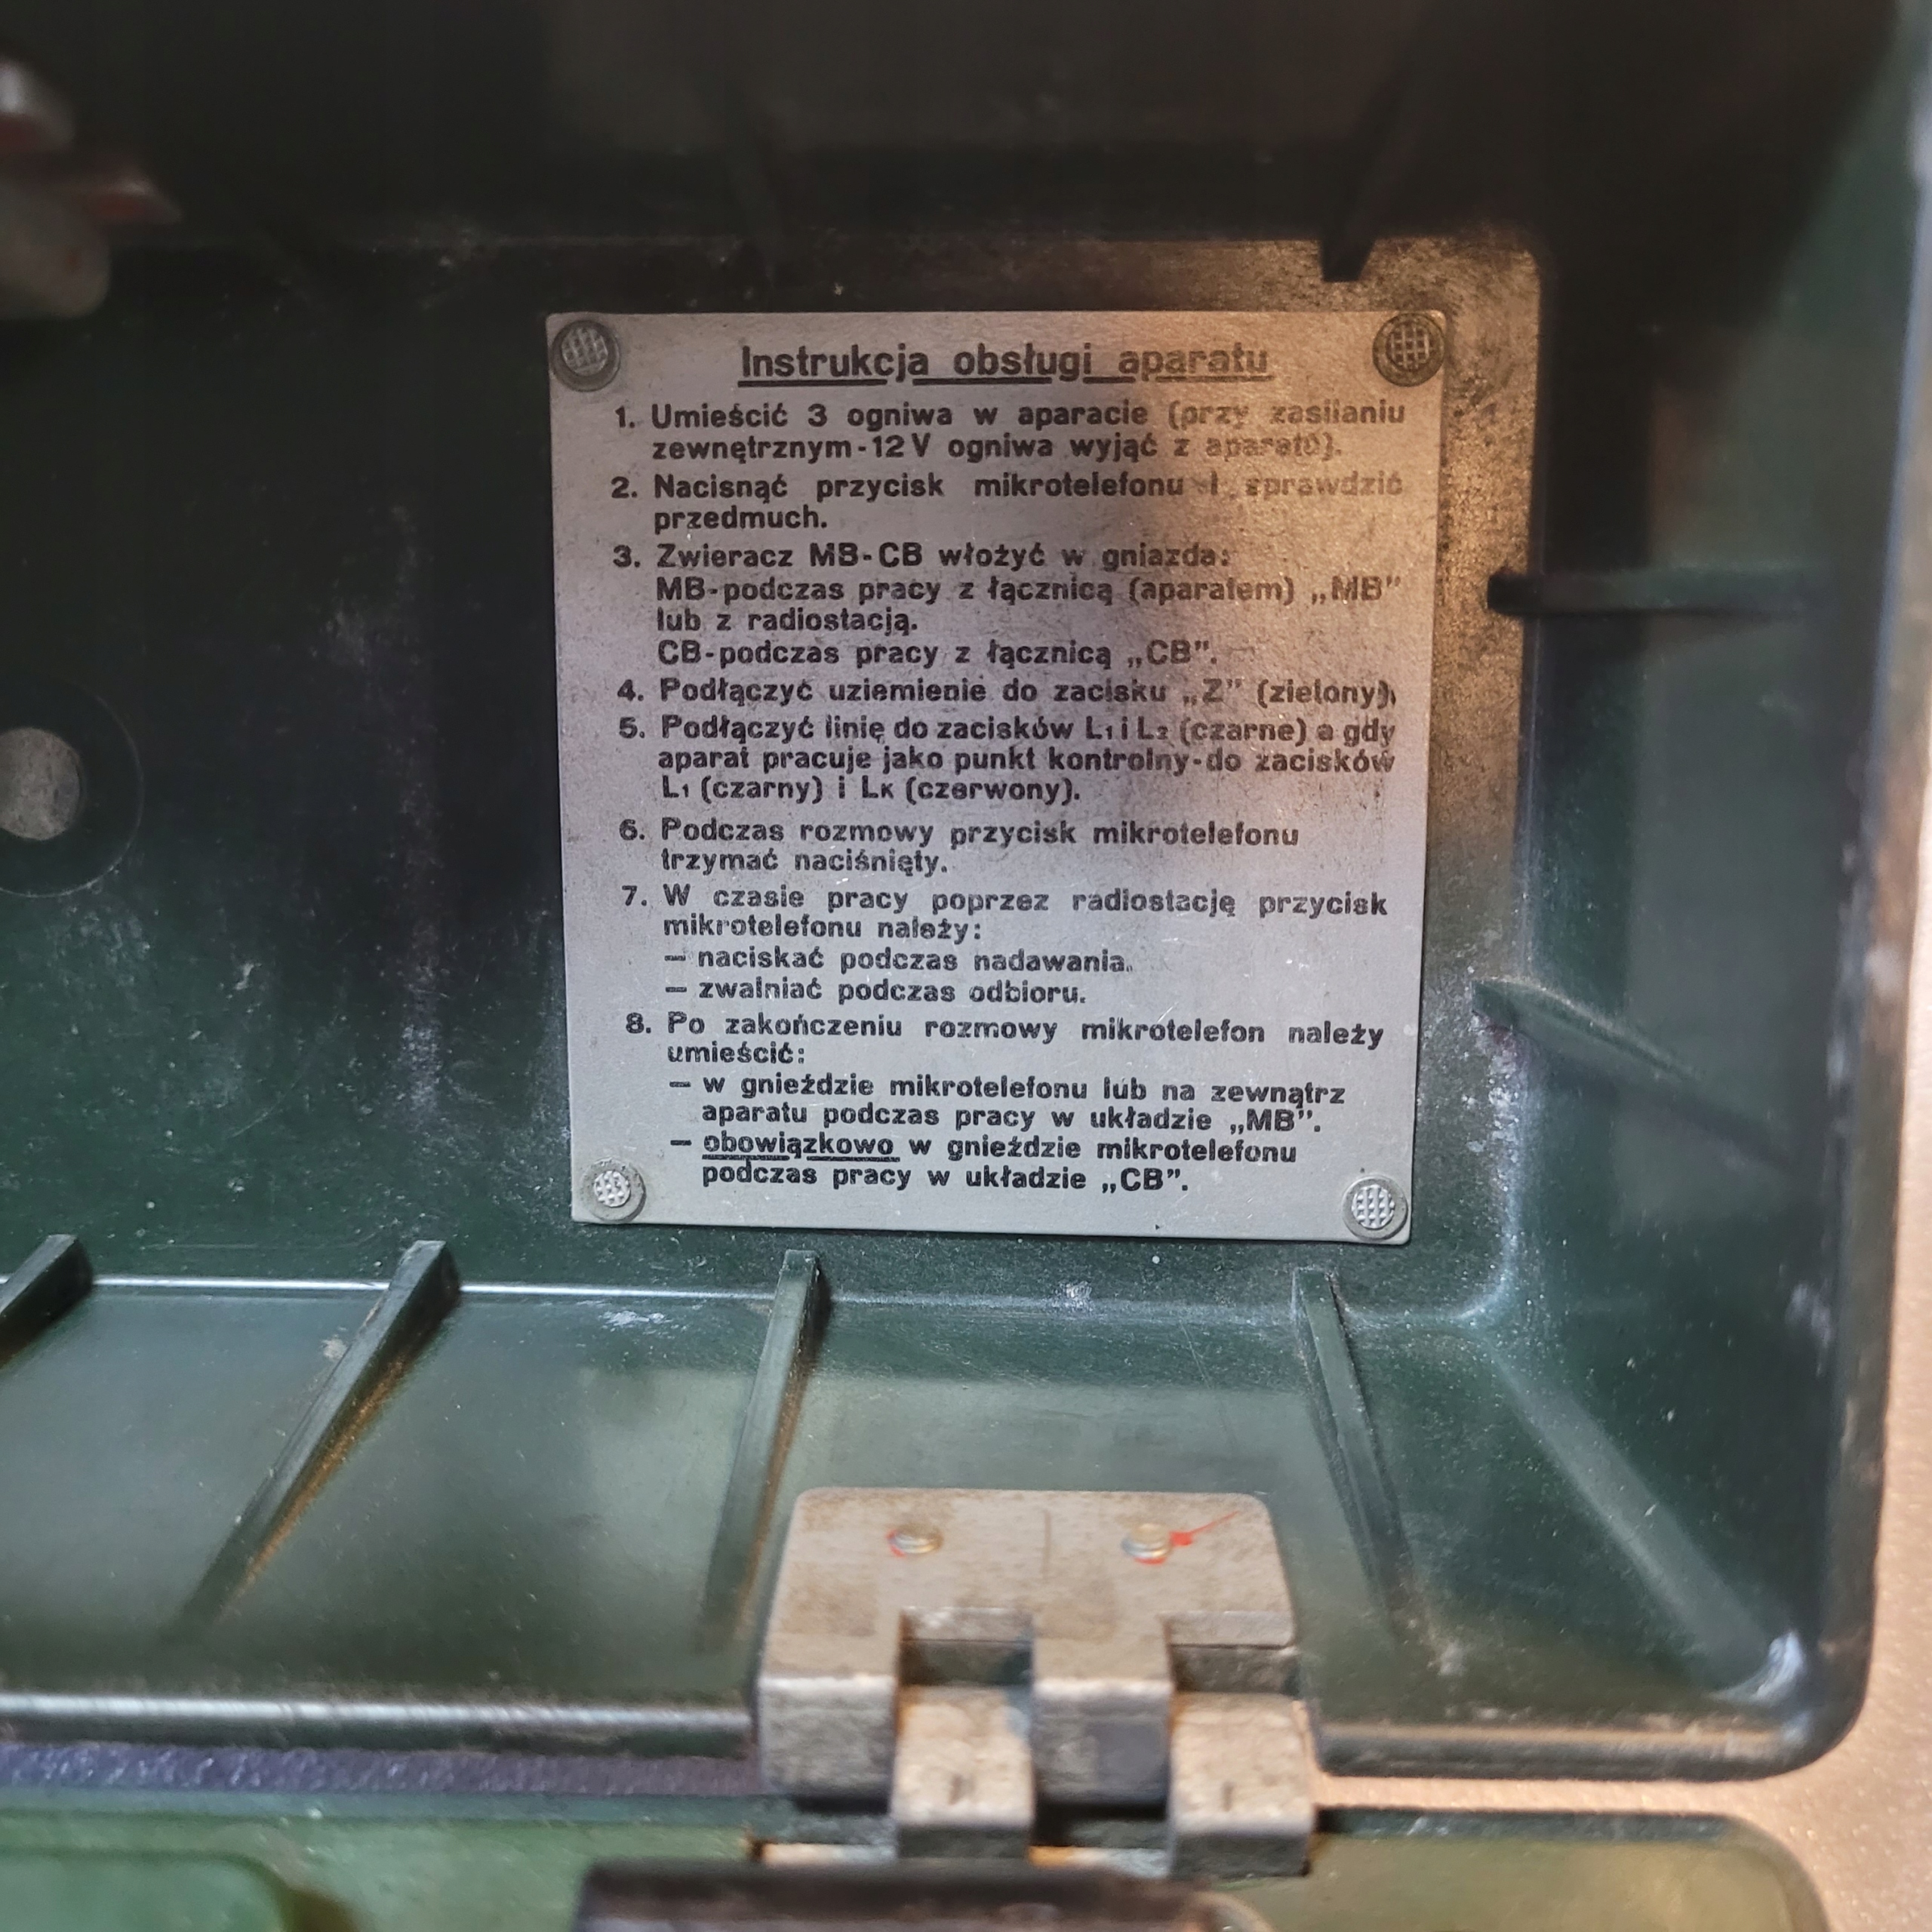 Instrukcja obsługi aparatu
1. Umieścić 3 ogniwa w aparacie (przy zasilaniu
zewnętrznym-12V ogniwa wyjąć z aparatu).
2. Nacisnąć przycisk mikrotelefonu i sprawdzić
przedmuch.
3. Zwieracz MB-CB włożyć w gniazda:
MB-podczas pracy z łącznicą (aparatem) „MB”
lub z radiostacją.
CB-podczas pracy z łącznicą „CB”.
4. Podłączyć uziemienie do zacisku „Z” (zielony),
5. Podłączyć linię do zacisków L1 i L2 (czarne) a gdy
aparat pracuje jako punkt kontrolny-do zacisków
L1 (czarny) i LK (czerwony).
6. Podczas rozmowy przycisk mikrotelefonu
trzymać naciśnięty.
7. W czasie pracy poprzez radiostację przycisk
mikrotelefonu należy:
— naciskać podczas nadawania.
— zwalniać podczas odbioru.
8. Po zakończeniu rozmowy mikrotelefon należy
umieścić:
— w gnieździe mikrotelefonu lub na zewnątrz
aparatu podczas pracy w układzie „MB”.
— obowiązkowo w gnieździe mikrotelefonu
podczas pracy w układzie „CB”.